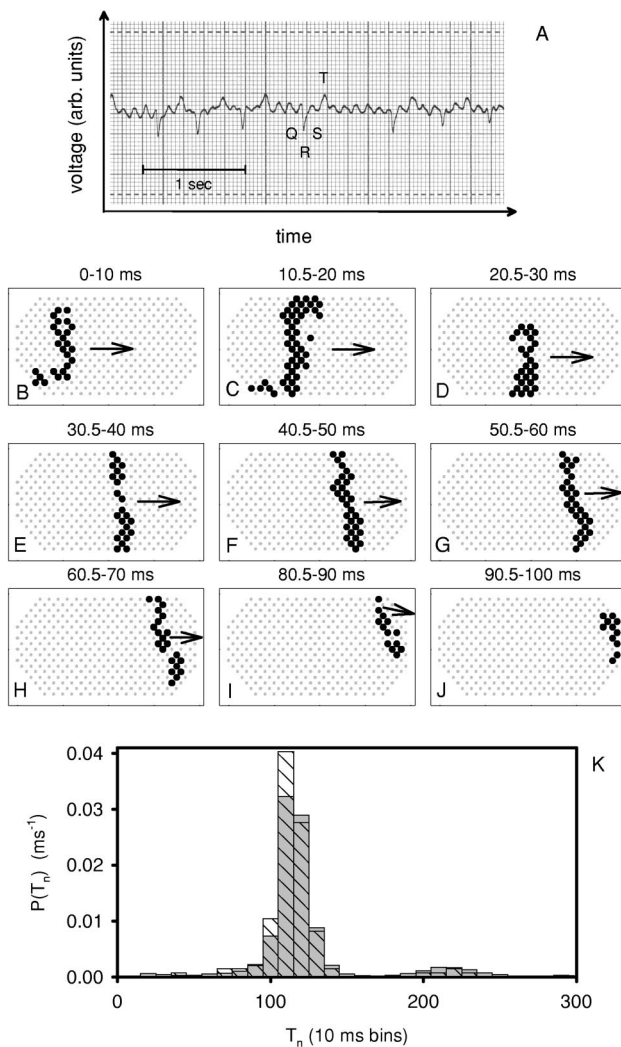 A
voltage (arb. units)
T
Q S
R
1 sec
time
0-10 ms
10.5-20 ms
20.5-30 ms
B
C
D
30.5-40 ms
40.5-50 ms
50.5-60 ms
E
F
G
60.5-70 ms
80.5-90 ms
90.5-100 ms
H
I
J
K
0.04
0.03
0.02
0.01
0.00
P(Tn) (ms-1)
0 100 200 300
Tn (10 ms bins)